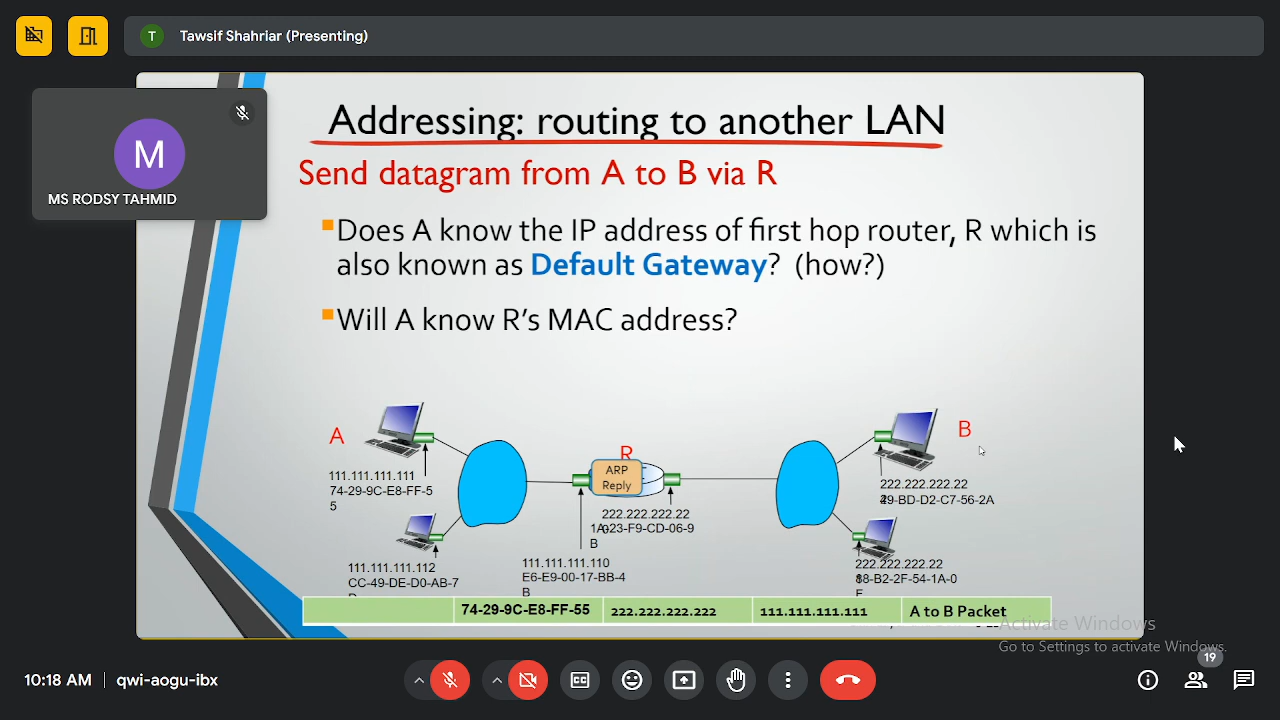 T Tawsif Shahriar (Presenting)
M
MS RODSY TAHMID
Addressing: routing to another LAN
Send datagram from A to B via R
Does A know the IP address of first hop router, R which is
also known as Default Gateway? (how?)
Will A know R's MAC address?
A
R
B
ARP
Reply
111.111.111.111
74-29-9C-E8-FF-5
5
222.222.222.22
49-BD-D2-C7-56-2A
222.222.222.22
1A-23-F9-CD-06-9
B
111.111.111.112
CC-49-DE-D0-AB-7
111.111.111.110
E6-E9-00-17-BB-4
B
222.222.222.22
88-B2-2F-54-1A-0
74-29-9C-E8-FF-55 222.222.222.222 111.111.111.111 A to B Packet
Activate Windows
Go to Settings to activate Windows.
10:18 AM | qwi-aogu-ibx
19